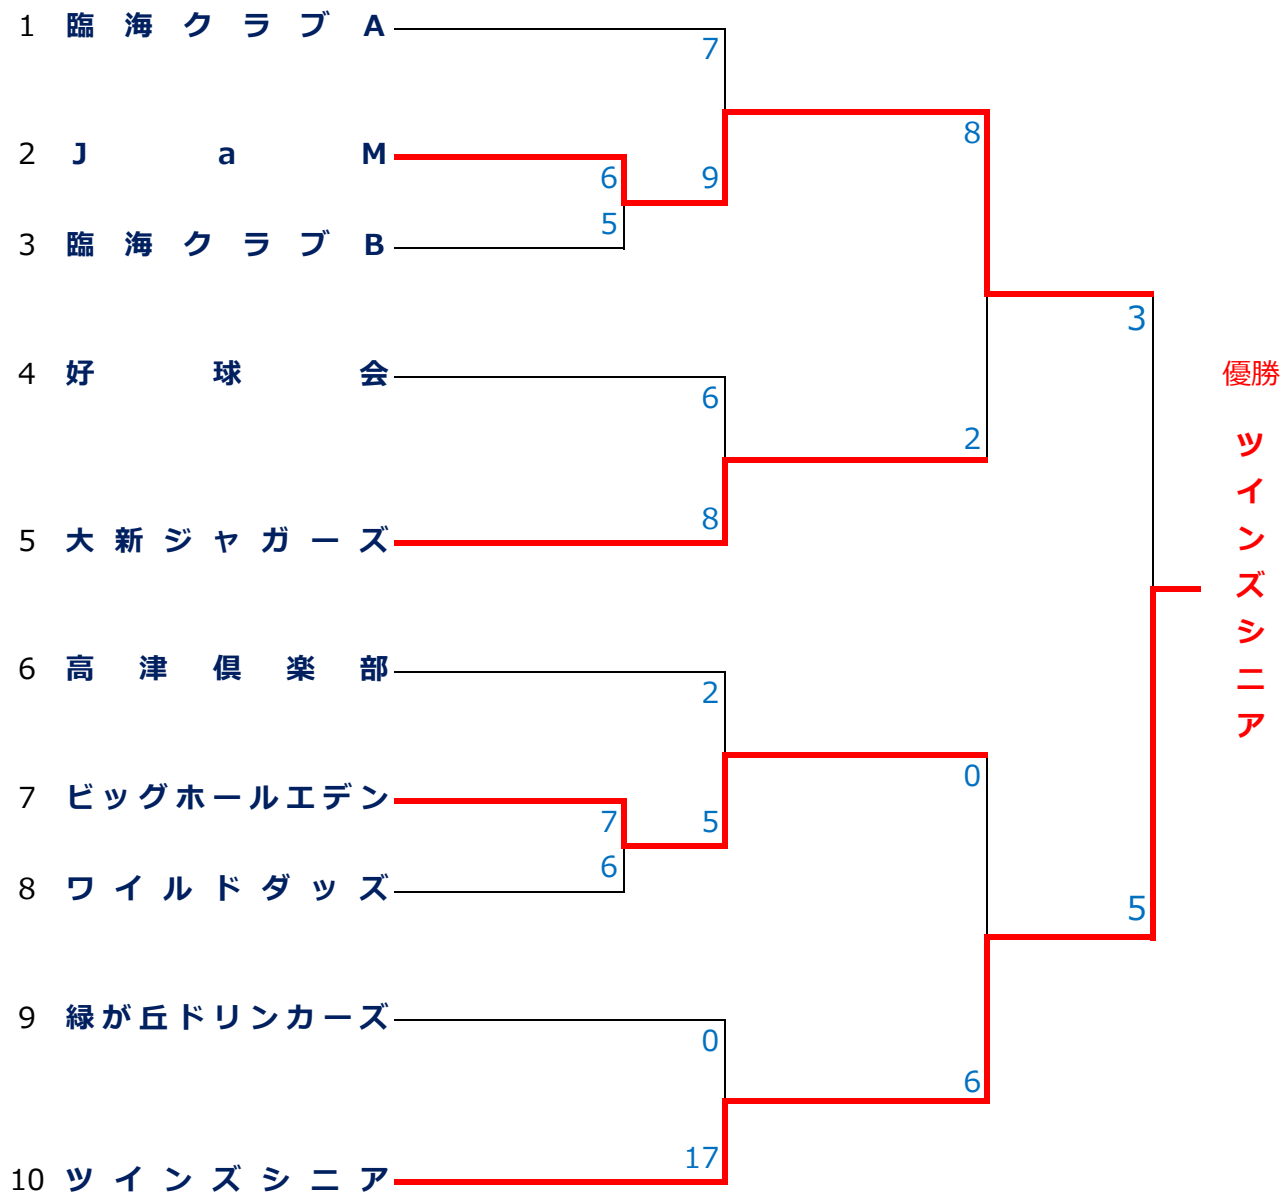 1 臨海クラブA
7
8
2 JaM
6
9
5
3 臨海クラブB
3
4 好球会
6
優勝
2
ツインズシニア
8
5 大新ジャガーズ
6 高津倶楽部
2
0
7 ビッグホールエデン
7
5
6
8 ワイルドダッズ
5
9 緑が丘ドリンカーズ
0
6
17
10 ツインズシニア